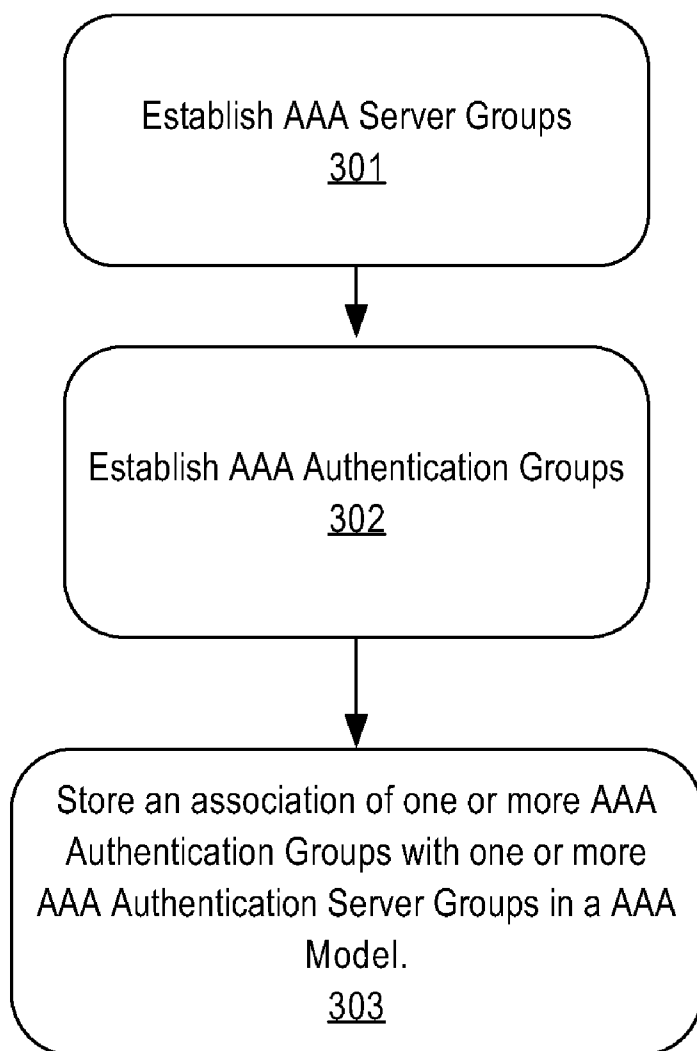 Establish AAA Server Groups
301
Establish AAA Authentication Groups
302
Store an association of one or more AAA
Authentication Groups with one or more
AAA Authentication Server Groups in a AAA
Model.
303